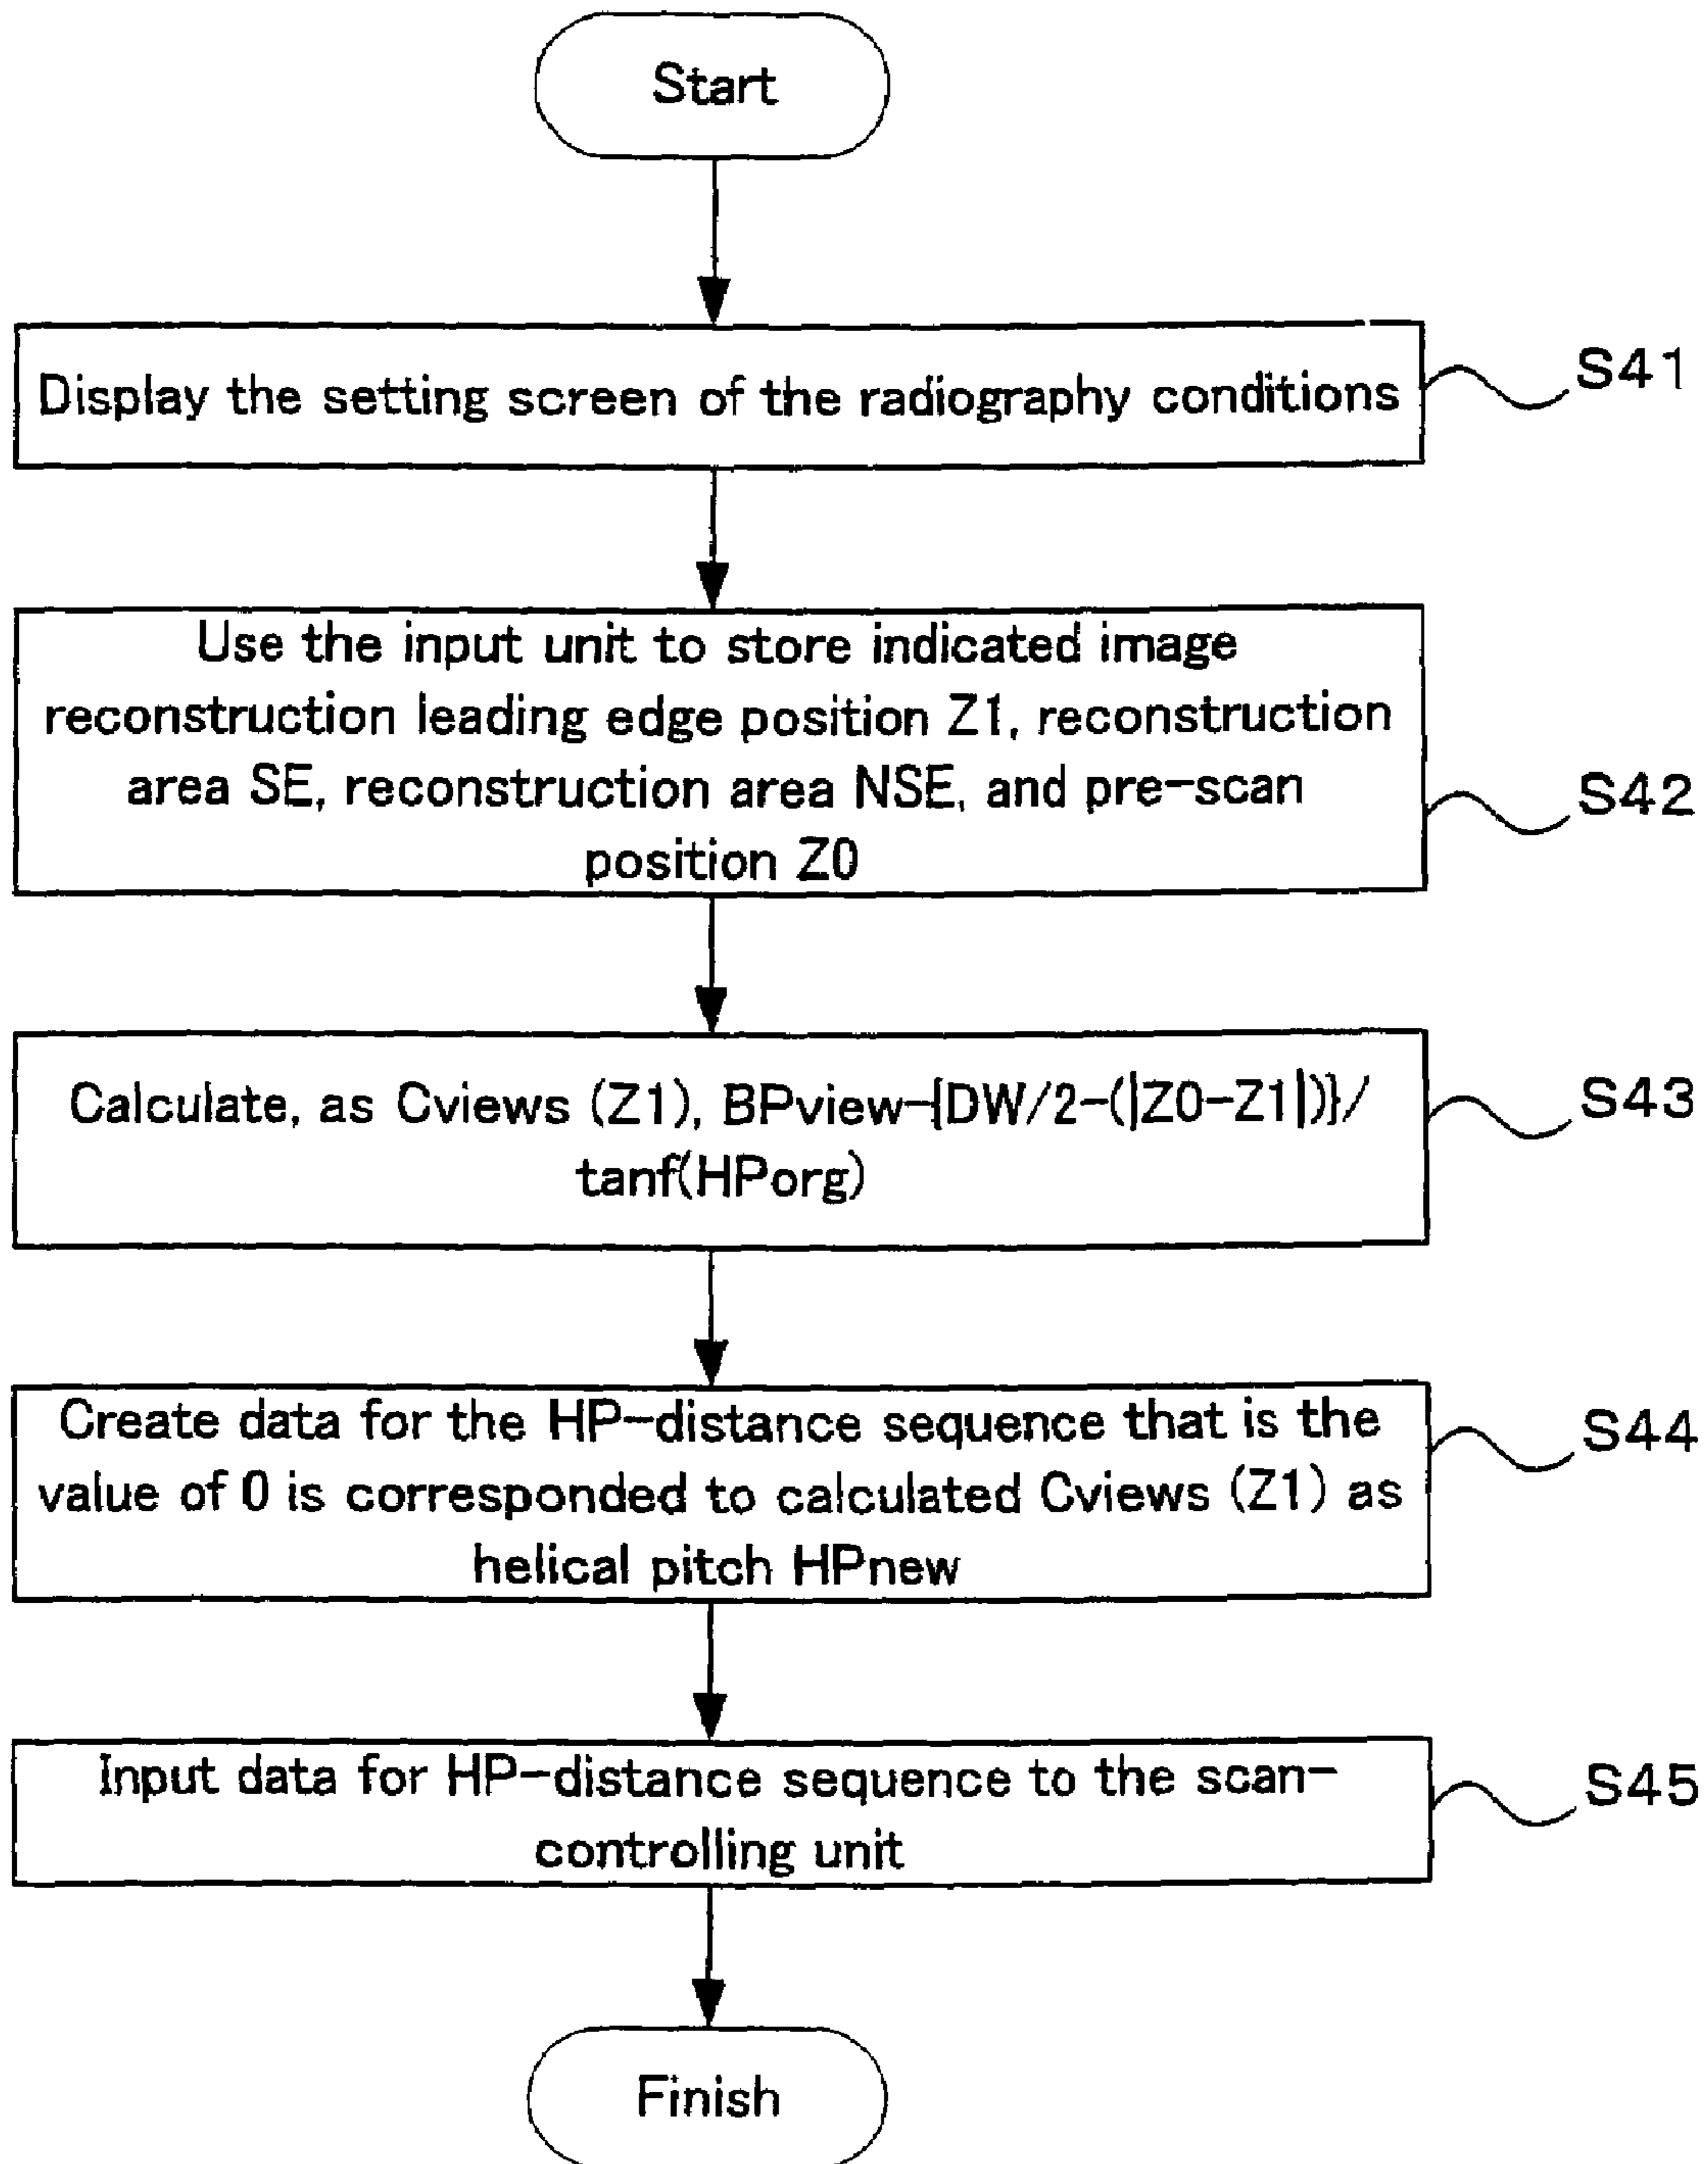 Start
Display the setting screen of the radiography conditions
S41
Use the input unit to store indicated image
reconstruction leading edge position Z1, reconstruction
area SE, reconstruction area NSE, and pre-scan
position Z0
S42
Calculate, as Cviews (Z1), BPview-{DW/2-(|Z0-Z1|)}/
tanf(HPorg)
S43
Create data for the HP-distance sequence that is the
value of 0 is corresponded to calculated Cviews (Z1) as
helical pitch HPnew
S44
Input data for HP-distance sequence to the scan-
controlling unit
S45
Finish